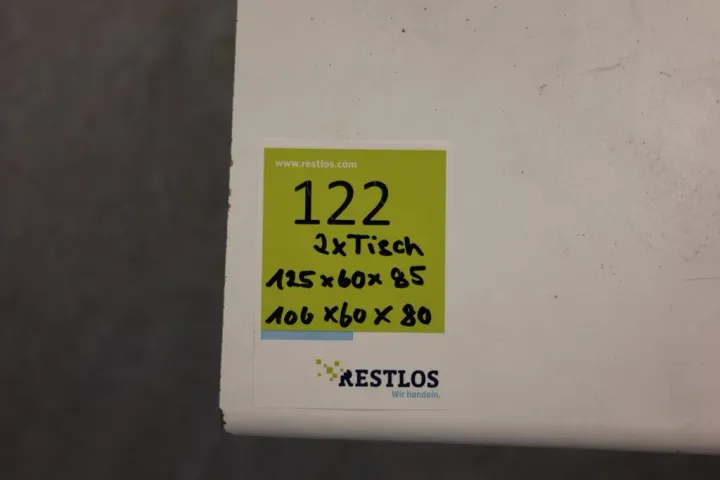 www.restlos.com
122
2xTisch
125x60x85
106x60x80
RESTLOS
Wir handeln.